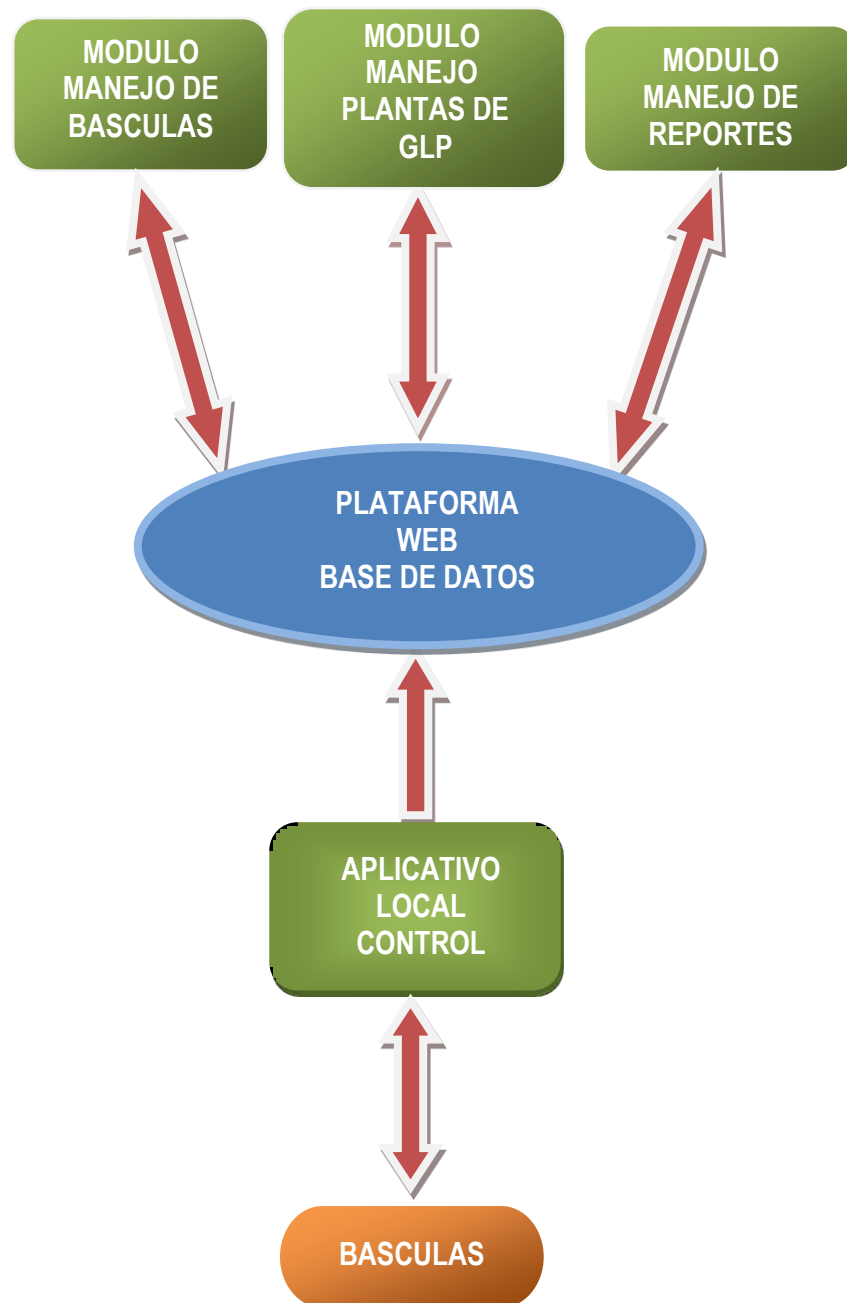 MODULO
MANEJO DE
BASCULAS
MODULO
MANEJO
PLANTAS DE
GLP
MODULO
MANEJO DE
REPORTES
PLATAFORMA
WEB
BASE DE DATOS
APLICATIVO
LOCAL
CONTROL
BASCULAS